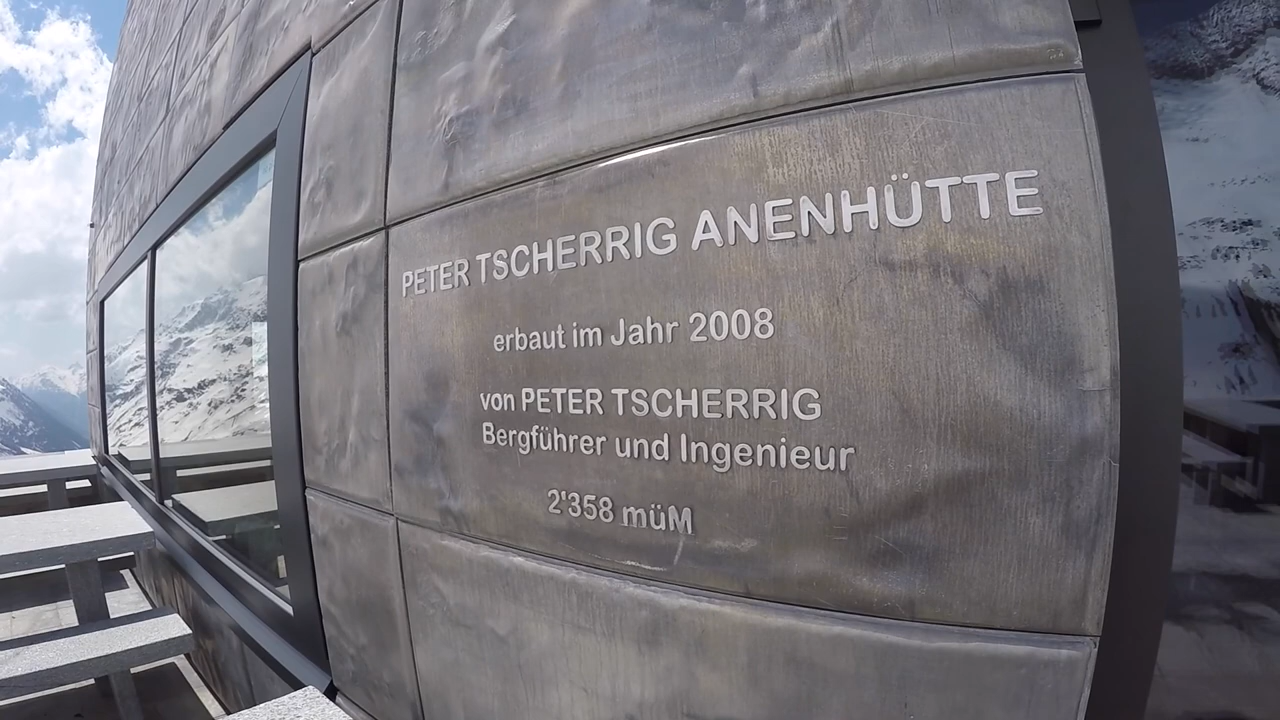 PETER TSCHERRIG ANENHÜTTE
erbaut im Jahr 2008
von PETER TSCHERRIG
Bergführer und Ingenieur
2'358 müM